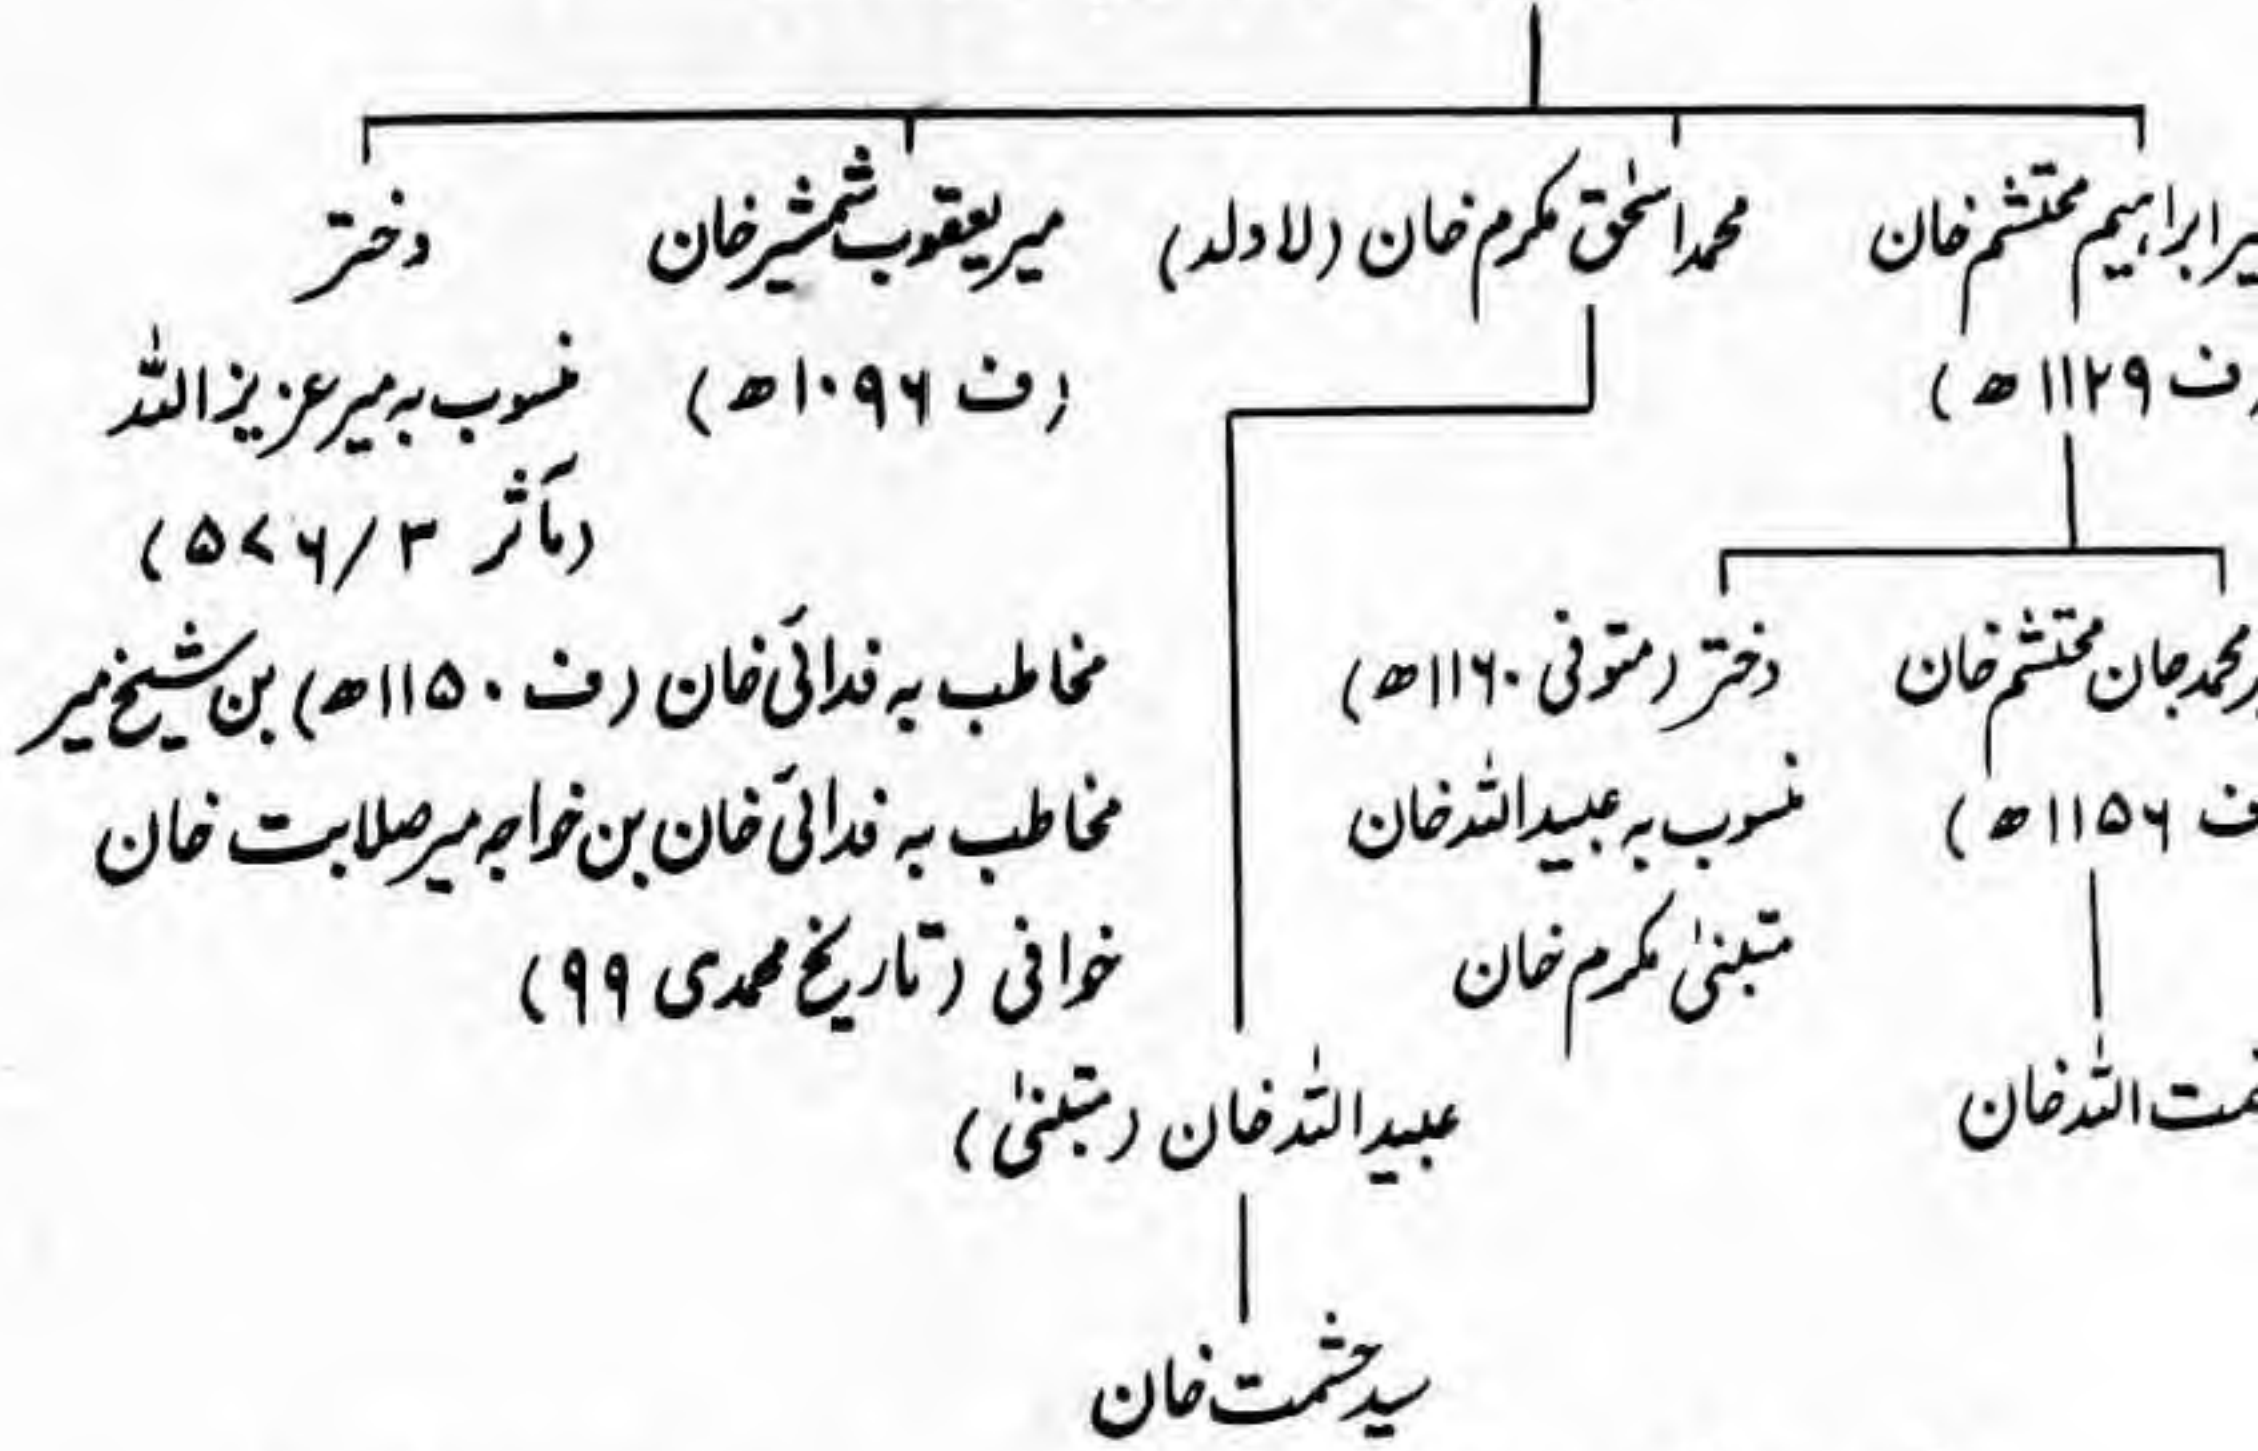 ابراہیم محتشم خان
محمد اسحٰق مکرم خان (لاولد)
میر یعقوب شمشیر خان
دختر
ف ۱۱۲۹ھ)
(ف ۱۰۹۶ھ)
منسوب بہ میر عزیز اللہ
(مآثر ۳/۵۷۶)
محمد جان محتشم خان
ف ۱۱۵۶ھ)
اللہ خان
دختر (متوفی ۱۱۶۰ھ)
منسوب بہ عبید اللہ خان
متبنیٰ مکرم خان
مخاطب بہ فدائی خان (ف ۱۱۵۰ھ) بن شیخ میر
مخاطب بہ فدائی خان بن خواجہ میر صلابت خان
خوافی (تاریخ محمدی ۹۹)
عبید اللہ خان (متبنیٰ)
سید حشمت خان